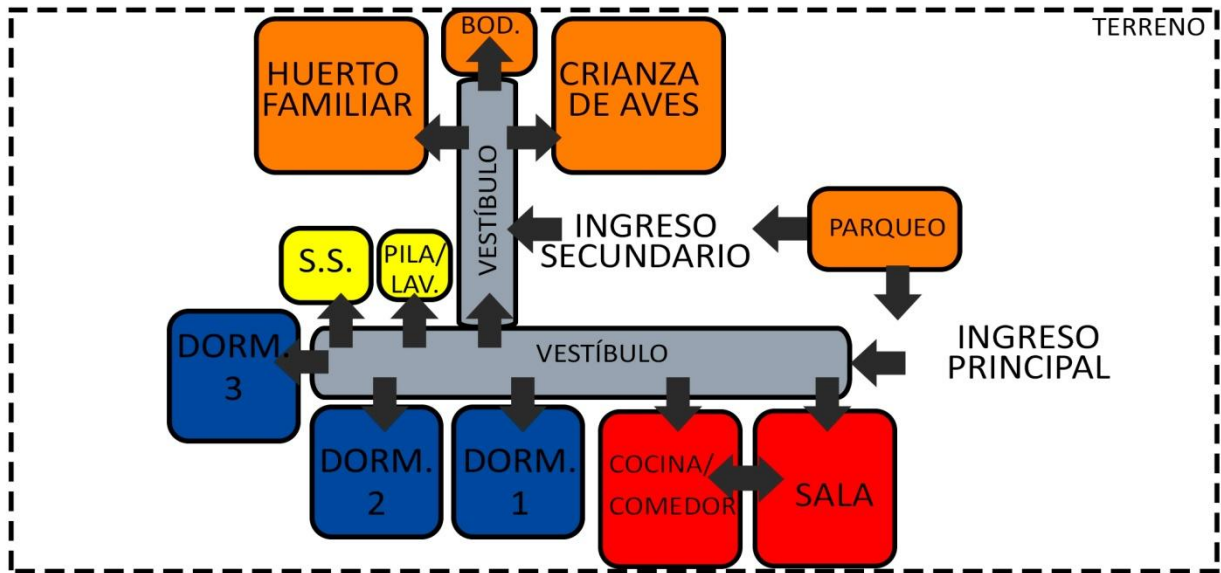 TERRENO
BOD.
HUERTO
FAMILIAR
CRIANZA
DE AVES
VESTÍBULO
INGRESO
SECUNDARIO
PARQUEO
S.S.
PILA/
LAV.
DORM.
3
VESTÍBULO
INGRESO
PRINCIPAL
DORM.
2
DORM.
1
COCINA/
COMEDOR
SALA